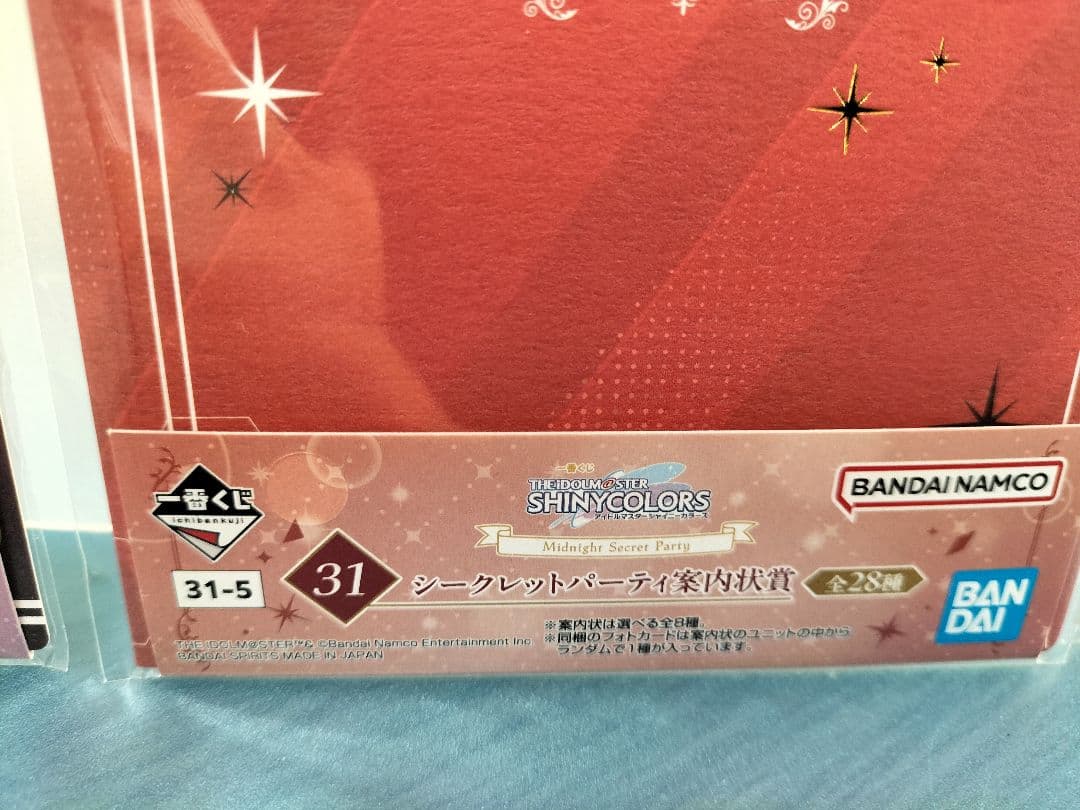 一番くじ
ichibankuji
31-5
一番くじ
THE iDOLM@STER
SHINYCOLORS
アイドルマスターシャイニーカラーズ
Midnight Secret Party
BANDAI NAMCO
31
シークレットパーティ案内状賞
全28種
※案内状は選べる全8種。
※同梱のフォトカードは案内状のユニットの中から
ランダムで1種が入っています。
THE IDOLM@STER™& ©Bandai Namco Entertainment Inc.
BANDAI SPIRITS MADE IN JAPAN
BAN
DAI